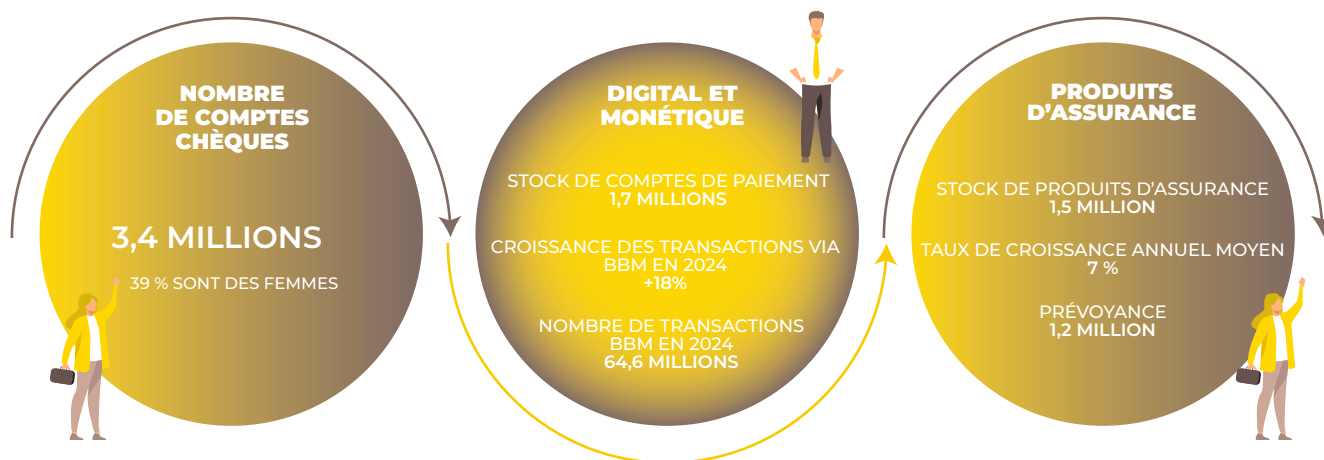 NOMBRE
DE COMPTES
CHÈQUES
3,4 MILLIONS
39 % SONT DES FEMMES
DIGITAL ET
MONÉTIQUE
STOCK DE COMPTES DE PAIEMENT
1,7 MILLIONS
CROISSANCE DES TRANSACTIONS VIA
BBM EN 2024
+18%
NOMBRE DE TRANSACTIONS
BBM EN 2024
64,6 MILLIONS
PRODUITS
D’ASSURANCE
STOCK DE PRODUITS D’ASSURANCE
1,5 MILLION
TAUX DE CROISSANCE ANNUEL MOYEN
7 %
PRÉVOYANCE
1,2 MILLION